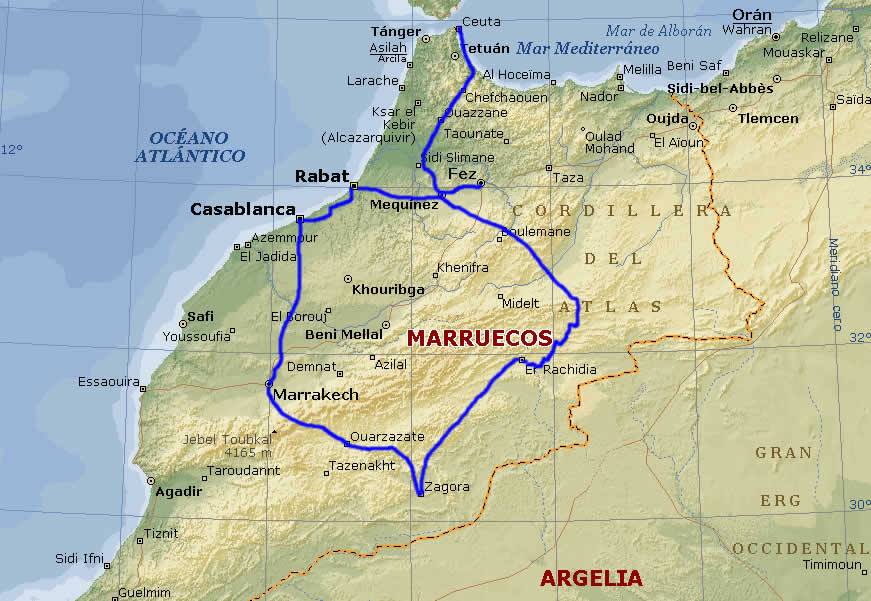 Ceuta
Orán
Wahran
Mar de Alborán
Relizane
Tánger
Asilah
Arcila
Tetuán
Mar Mediterráneo
Mouaskar
Larache
Al Hoceïma
Melilla
Beni Saf
Sidi-bel-Abbès
Nador
Chefchaouen
Saïda
Ksar el
Kebir
(Alcazarquivir)
Ouazzane
Oujda
Tlemcen
Taounate
Oulad
Mohand
El Aïoun
OCÉANO
ATLÁNTICO
12°
Sidi Slimane
Fez
Taza
34°
Rabat
Mequinez
Casablanca
CORDILLERA
DEL
ATLAS
Azemmour
El Jadida
Boulemane
Meridiano cero
Khenifra
Khouribga
Midelt
Safi
El Borouj
Youssoufia
Beni Mellal
MARRUECOS
32°
Azilal
Demnat
Er Rachidia
Essaouira
Marrakech
Jebel Toubkal
4165 m
Ouarzazate
GRAN
Taroudannt
Tazenakht
Agadir
Zagora
ERG
30°
Tiznit
OCCIDENTAL
Sidi Ifni
Timimoun
ARGELIA
Guelmim